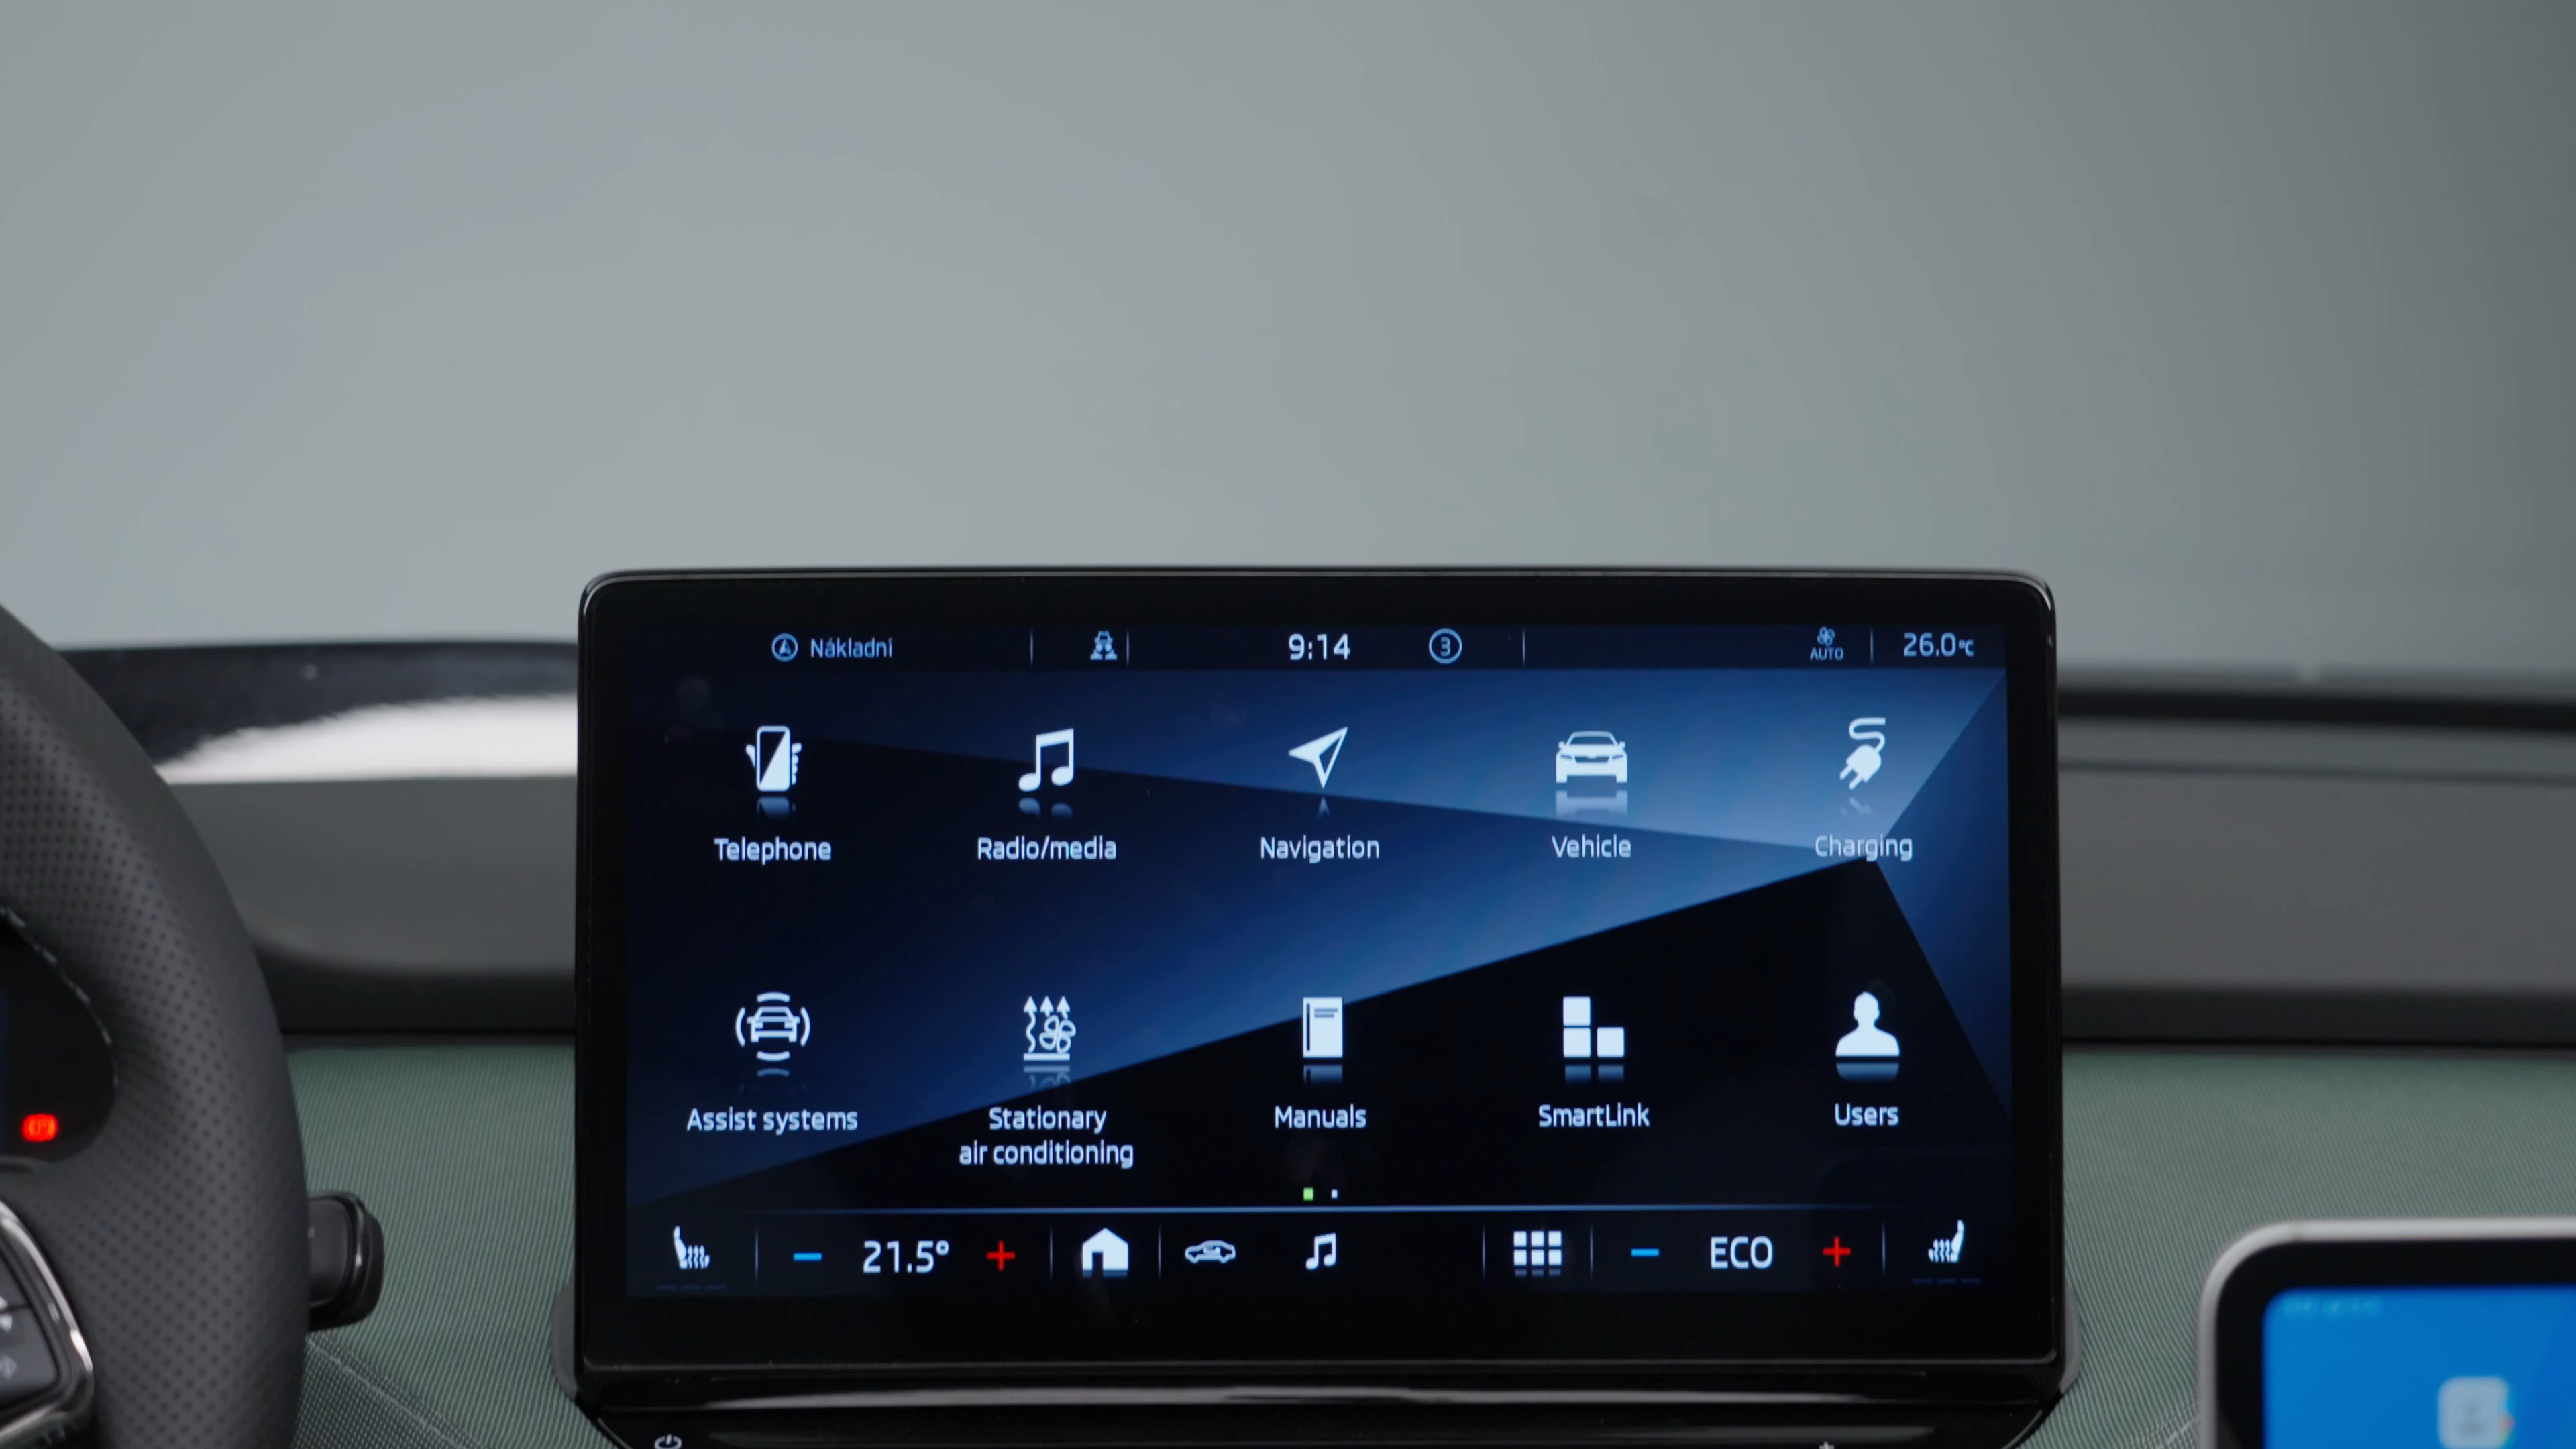 Nákladní
9:14
3
AUTO
26.0°C
Telephone
Radio/media
Navigation
Vehicle
Charging
Assist systems
Stationary
air conditioning
Manuals
SmartLink
Users
21.5°
ECO